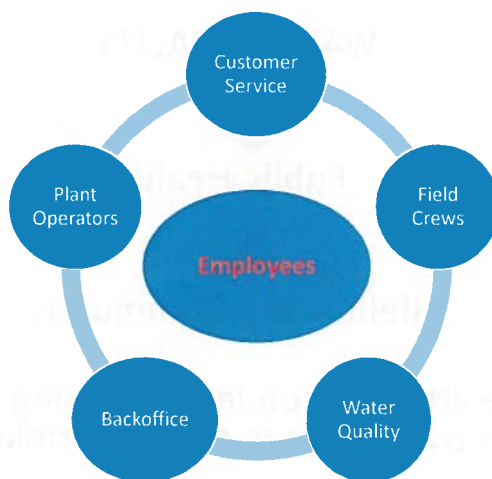 Customer
Service
Plant
Operators
Field
Crews
Employees
Backoffice
Water
Quality